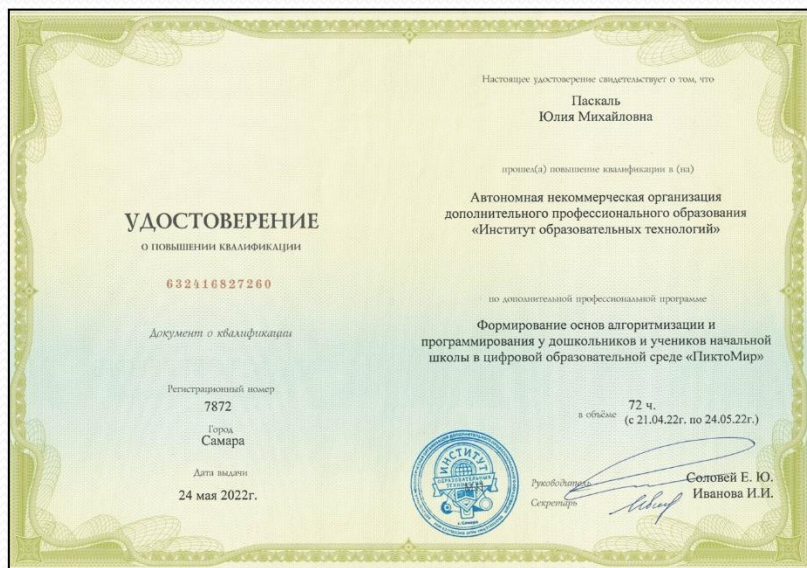 УДОСТОВЕРЕНИЕ
О ПОВЫШЕНИИ КВАЛИФИКАЦИИ
632416827260
Документ о квалификации
Регистрационный номер
7872
Город
Самара
Дата выдачи
24 мая 2022г.
Настоящее удостоверение свидетельствует о том, что
Паскаль
Юлия Михайловна
прошел(а) повышение квалификации в (на)
Автономная некоммерческая организация
дополнительного профессионального образования
«Институт образовательных технологий»
по дополнительной профессиональной программе
Формирование основ алгоритмизации и
программирования у дошкольников и учеников начальной
школы в цифровой образовательной среде «ПиктоМир»
в объёме 72 ч.
(с 21.04.22г. по 24.05.22г.)
ИНСТИТУТ
ОБРАЗОВАТЕЛЬНЫХ
г. Самара
Руководитель Соловей Е. Ю.
Секретарь Иванова И.И.